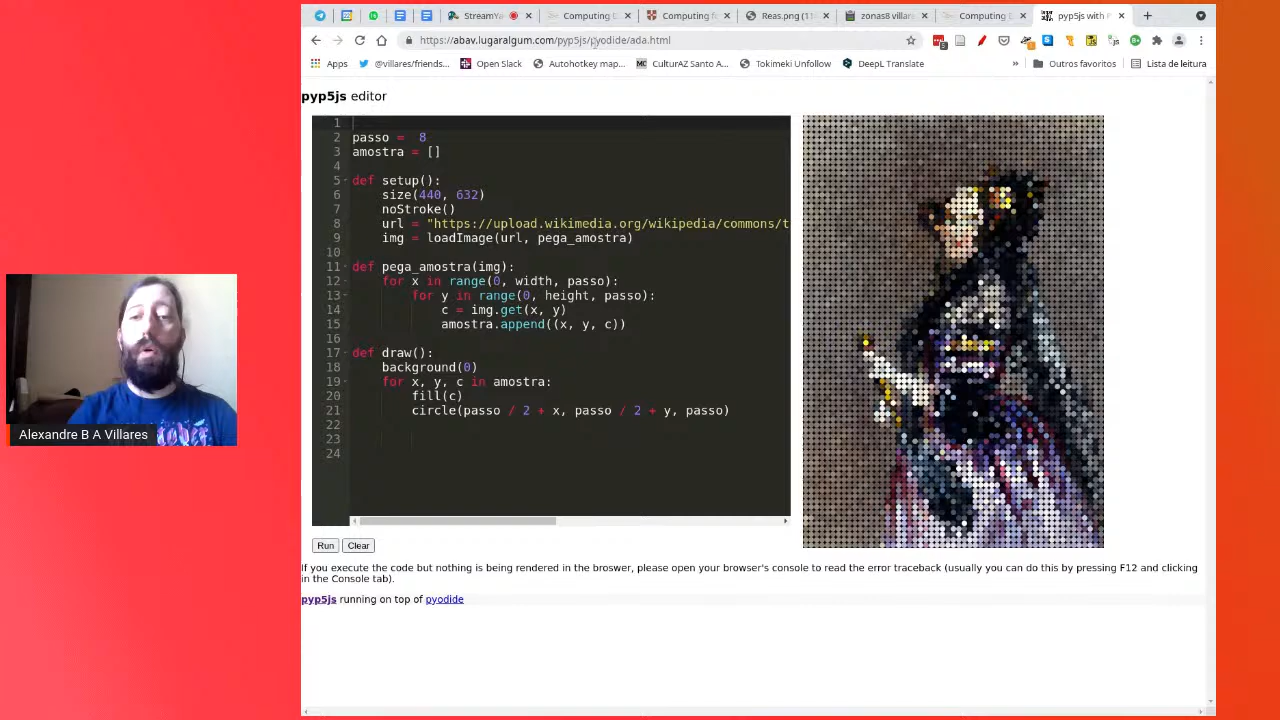 StreamYa
Computing D
Computing fo
Reas.png (11
zonas8 villar
Computing D
pyp5js with P
https://abav.lugaralgum.com/pyp5js/pyodide/ada.html
Apps
@villares/friends...
Open Slack
Autohotkey map...
CulturAZ Santo A...
Tokimeki Unfollow
DeepL Translate
»
Outros favoritos
Lista de leitura
pyp5js editor
1
2 passo =  8
3 amostra = []
4
5 def setup():
6 size(440, 632)
7 noStroke()
8 url = "https://upload.wikimedia.org/wikipedia/commons/t
9 img = loadImage(url, pega_amostra)
10
11 def pega_amostra(img):
12 for x in range(0, width, passo):
13 for y in range(0, height, passo):
14 c = img.get(x, y)
15 amostra.append((x, y, c))
16
17 def draw():
18 background(0)
19 for x, y, c in amostra:
20 fill(c)
21 circle(passo / 2 + x, passo / 2 + y, passo)
22
23
24
Run Clear
If you execute the code but nothing is being rendered in the broswer, please open your browser's console to read the error traceback (usually you can do this by pressing F12 and clicking
in the Console tab).
pyp5js running on top of pyodide
Alexandre B A Villares